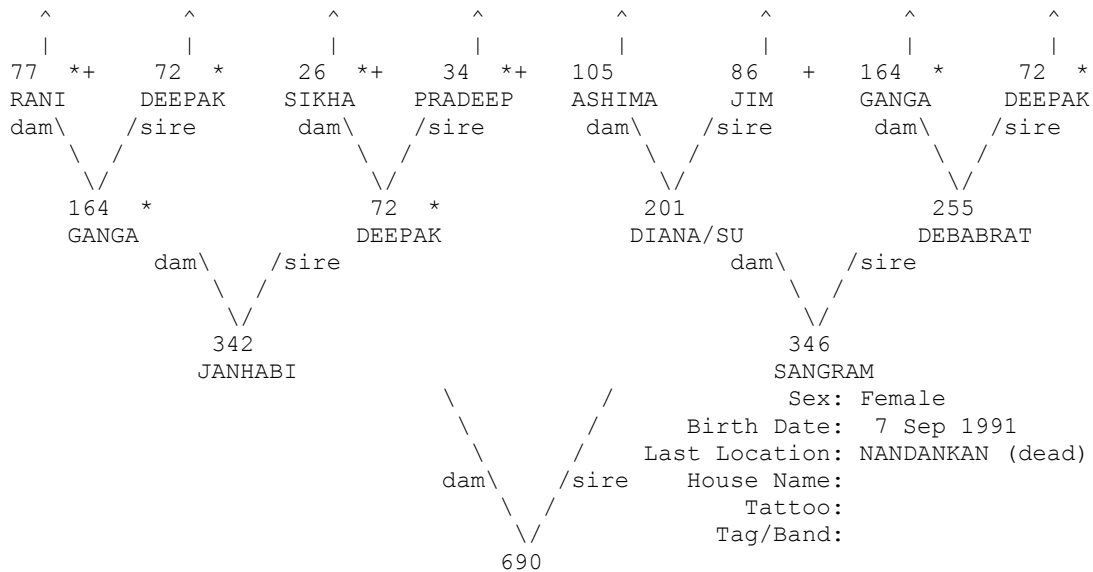 ^ ^ ^ ^ ^ ^ ^ ^
| | | | | | | |
77 *+ 72 * 26 *+ 34 *+ 105 86 + 164 * 72 *
RANI DEEPAK SIKHA PRADEEP ASHIMA JIM GANGA DEEPAK
dam\ /sire dam\ /sire dam\ /sire dam\ /sire
\ / \ / \ / \ /
\/ \/ \/ \/
164 * 72 * 201 255
GANGA DEEPAK DIANA/SU DEBABRAT
dam\ /sire dam\ /sire
\ / \ /
\/ \/
342 346
JANHABI SANGRAM
\ / Sex: Female
\ / Birth Date: 7 Sep 1991
\ / Last Location: NANDANKAN (dead)
dam\ /sire House Name:
\ / Tattoo:
\/ Tag/Band:
690